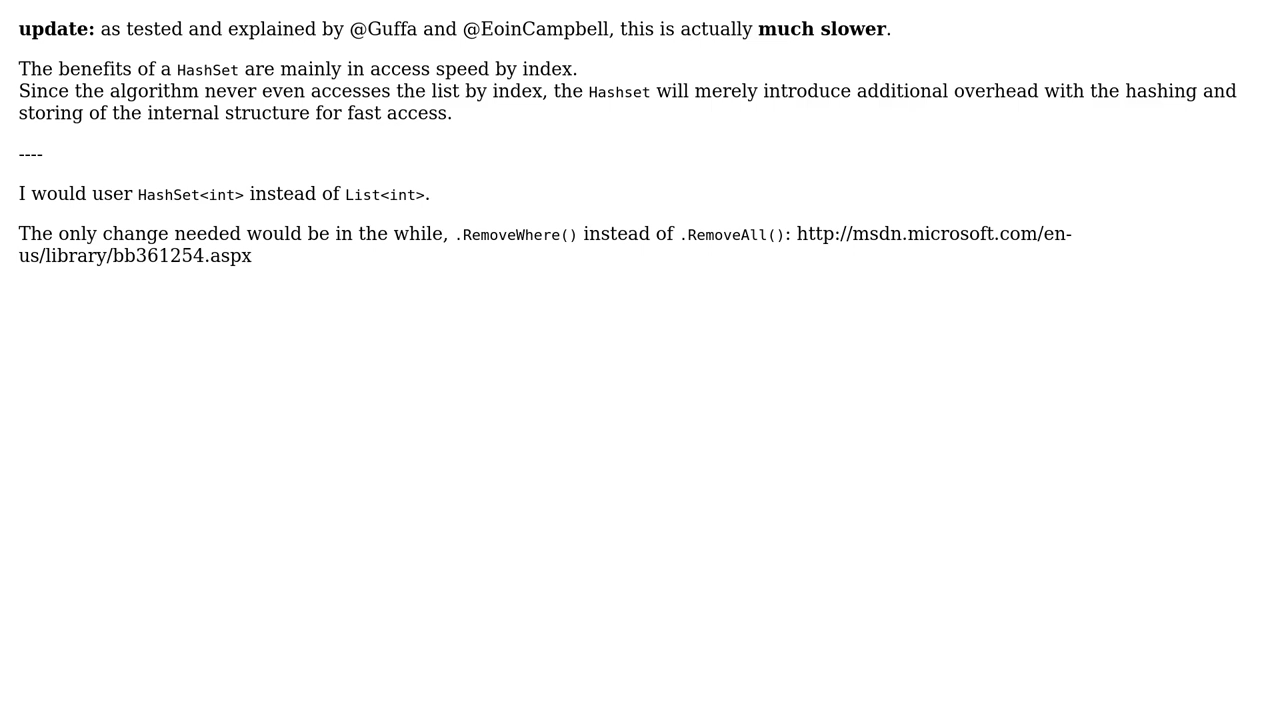 update: as tested and explained by @Guffa and @EoinCampbell, this is actually much slower.
The benefits of a HashSet are mainly in access speed by index.
Since the algorithm never even accesses the list by index, the Hashset will merely introduce additional overhead with the hashing and
storing of the internal structure for fast access.
----
I would user HashSet<int> instead of List<int>.
The only change needed would be in the while, .RemoveWhere() instead of .RemoveAll(): http://msdn.microsoft.com/en-
us/library/bb361254.aspx